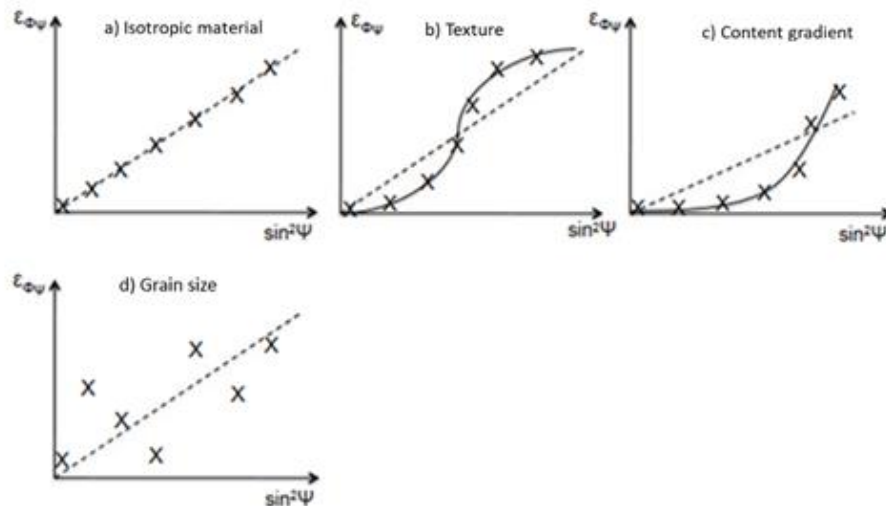 a) Isotropic material
εΦΨ
sin²Ψ
b) Texture
εΦΨ
sin²Ψ
c) Content gradient
εΦΨ
sin²Ψ
d) Grain size
εΦΨ
sin²Ψ